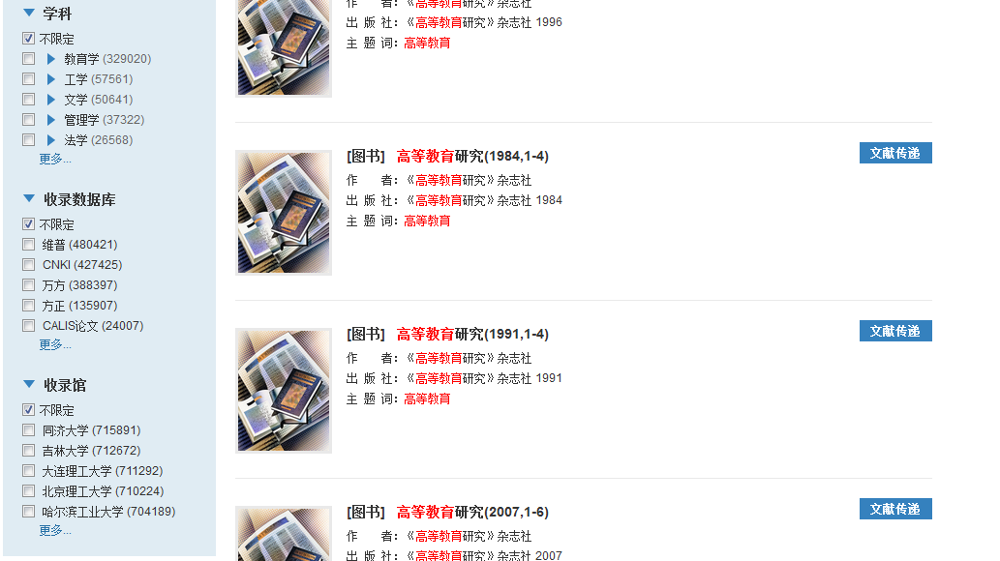 学科
不限定
教育学 (329020)
工学 (57561)
文学 (50641)
管理学 (37322)
法学 (26568)
更多...
收录数据库
不限定
维普 (480421)
CNKI (427425)
万方 (388397)
方正 (135907)
CALIS论文 (24007)
更多...
收录馆
不限定
同济大学 (715891)
吉林大学 (712672)
大连理工大学 (711292)
北京理工大学 (710224)
哈尔滨工业大学 (704189)
更多...
作 者：《高等教育研究》杂志社
出 版 社：《高等教育研究》杂志社 1996
主 题 词：高等教育
[图书] 高等教育研究(1984,1-4)
文献传递
作 者：《高等教育研究》杂志社
出 版 社：《高等教育研究》杂志社 1984
主 题 词：高等教育
[图书] 高等教育研究(1991,1-4)
文献传递
作 者：《高等教育研究》杂志社
出 版 社：《高等教育研究》杂志社 1991
主 题 词：高等教育
[图书] 高等教育研究(2007,1-6)
文献传递
作 者：《高等教育研究》杂志社
出 版 社：《高等教育研究》杂志社 2007